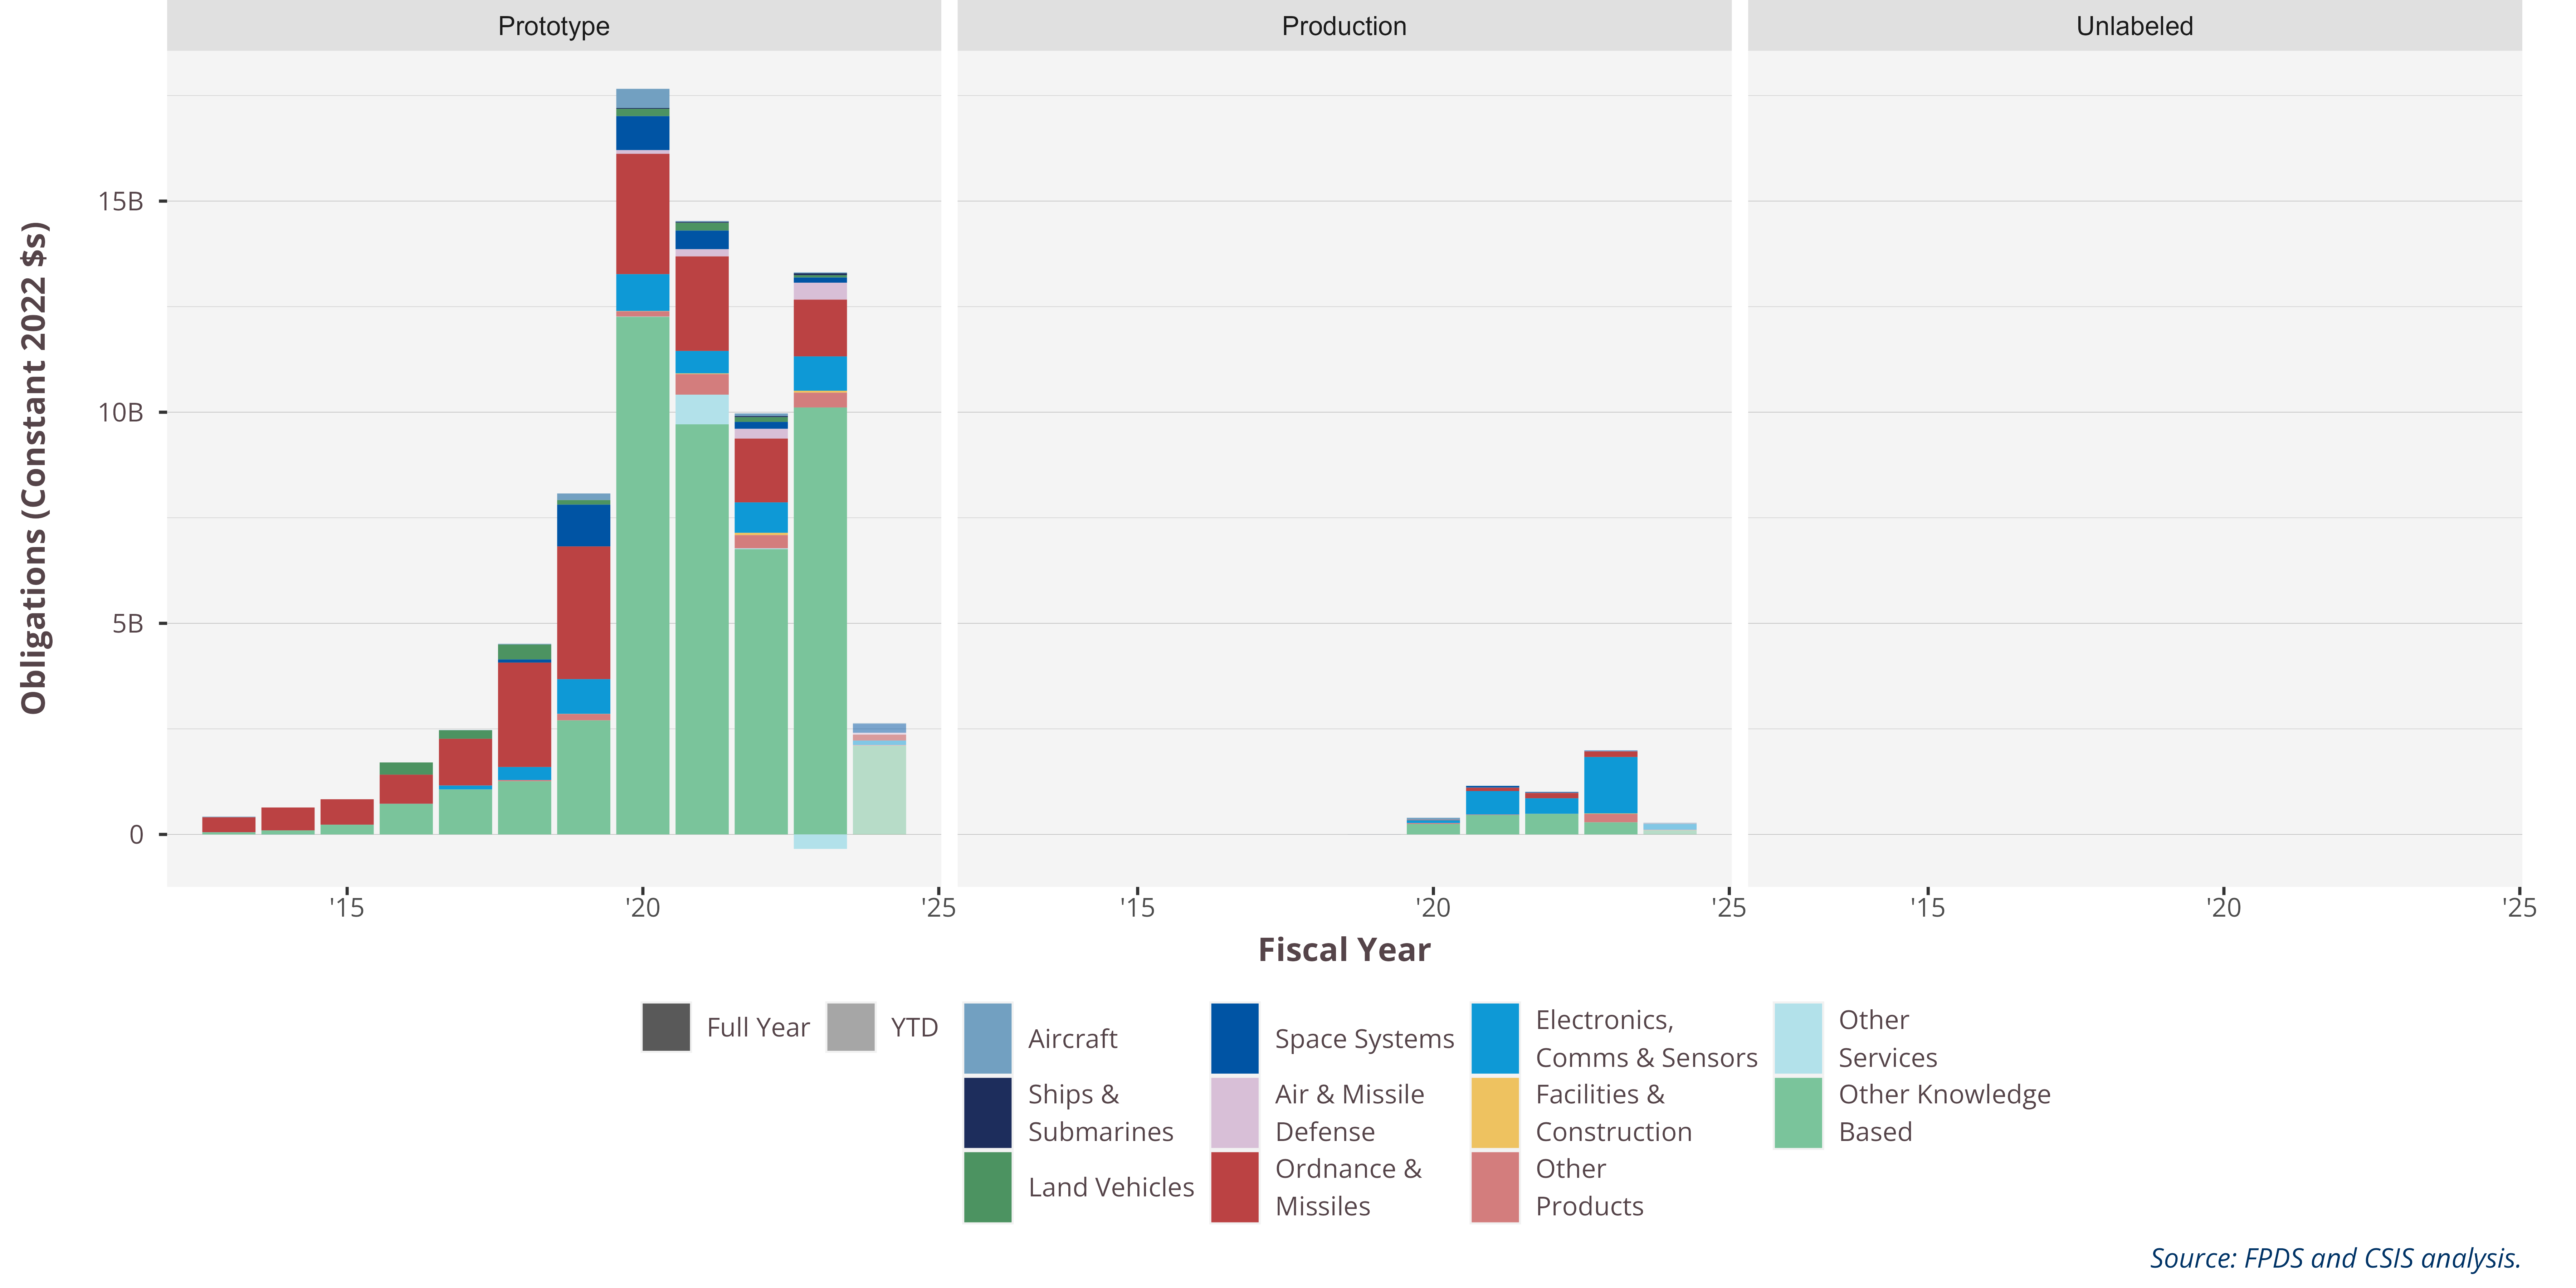 Prototype
Production
Unlabeled
Obligations (Constant 2022 $s)
15B
10B
5B
0
'15
'20
'25
'15
'20
'25
'15
'20
'25
Fiscal Year
Full Year
YTD
Aircraft
Ships &
Submarines
Land Vehicles
Space Systems
Air & Missile
Defense
Ordnance &
Missiles
Electronics,
Comms & Sensors
Facilities &
Construction
Other
Products
Other
Services
Other Knowledge
Based
Source: FPDS and CSIS analysis.